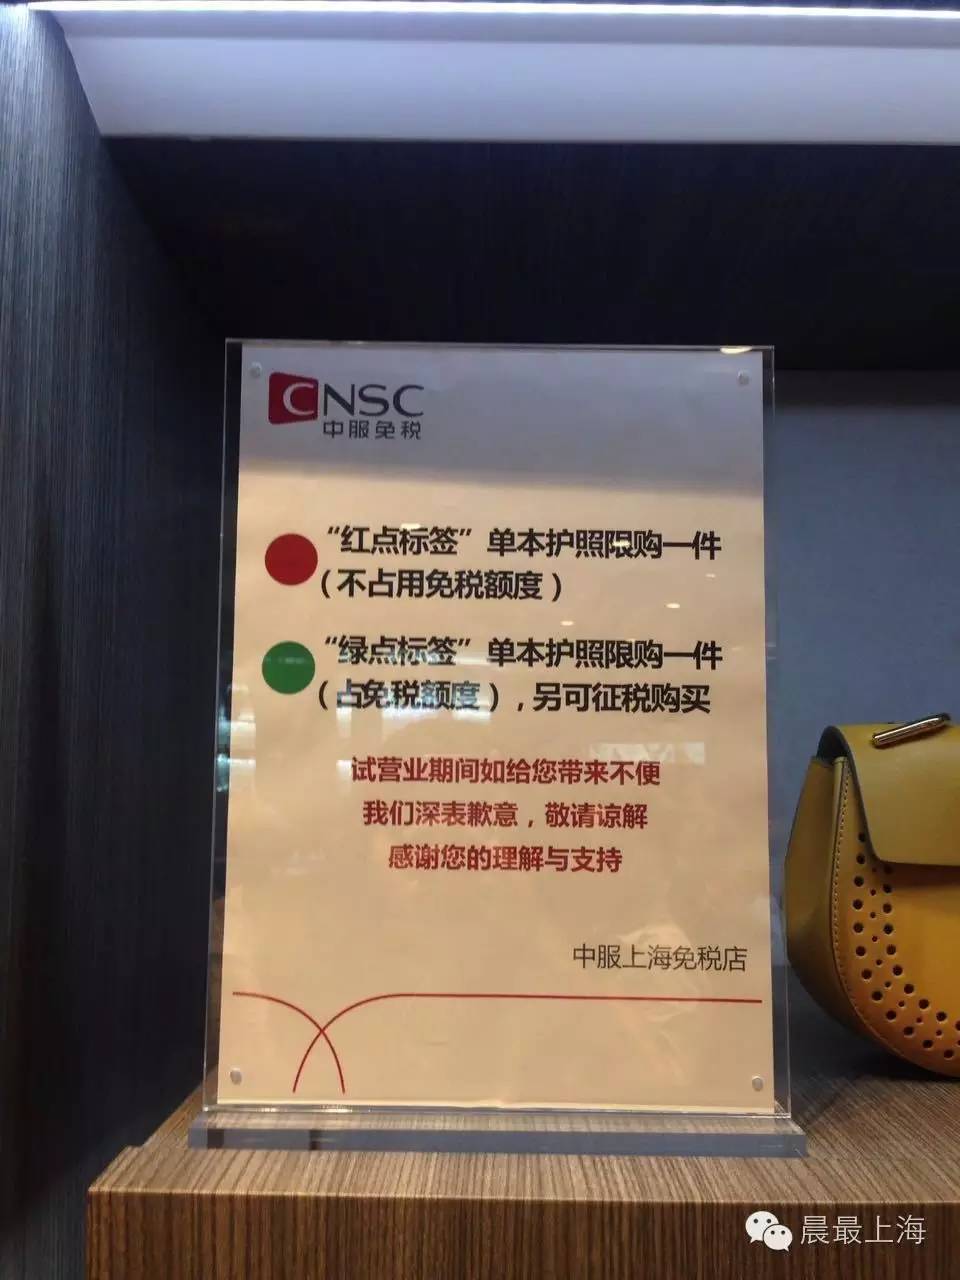 CNSC
中服免税
“红点标签”单本护照限购一件
（不占用免税额度）
“绿点标签”单本护照限购一件
（占免税额度），另可征税购买
试营业期间如给您带来不便
我们深表歉意，敬请谅解
感谢您的理解与支持
中服上海免税店
晨最上海